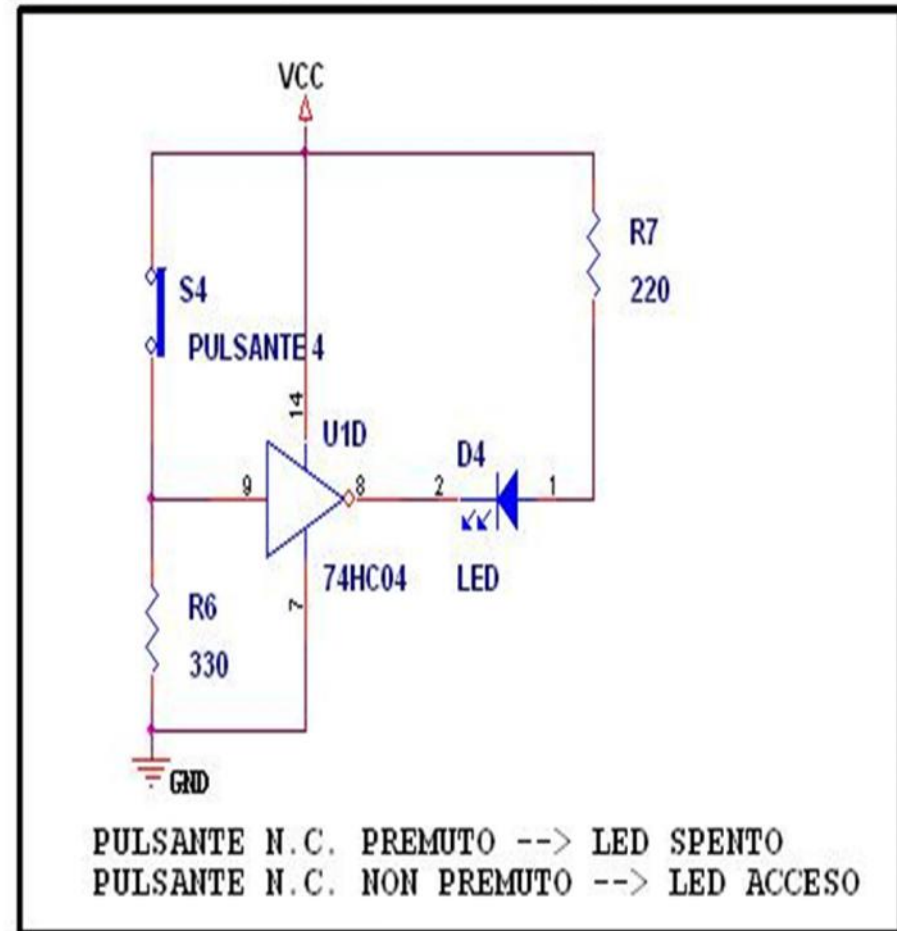 VCC
R7
220
S4
PULSANTE 4
14
U1D
D4
9
8
2
1
74HC04
LED
7
R6
330
GND
PULSANTE N.C. PREMUTO --> LED SPENTO
PULSANTE N.C. NON PREMUTO --> LED ACCESO